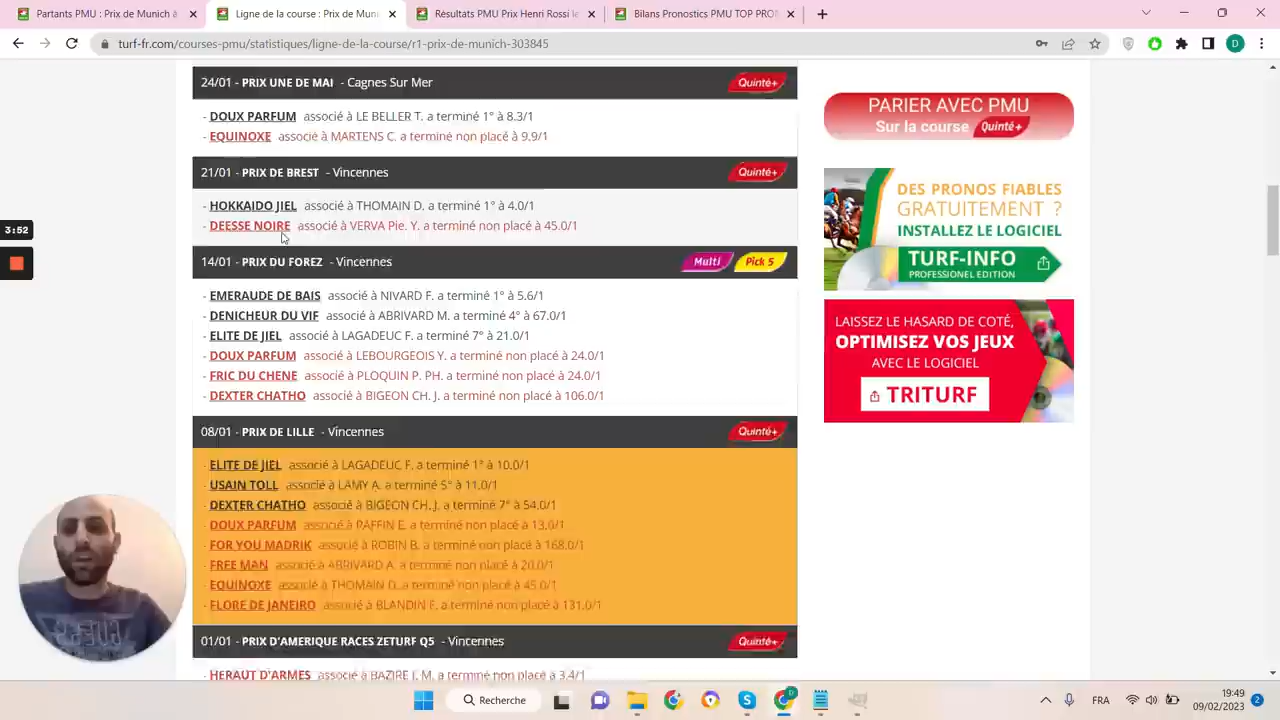 Prix de Munich à
Ligne de Prix de Mun
Résultats PMU Henri Rossi le
Bilans Pronostics PMU TOP PRO
turf-fr.com/courses-pmu/statistiques/ligne-de-course/r1-prix-de-munich-303845
24/01 - PRIX UNE DE MAI - Cagnes Sur Mer
Quinté+
- DOUX PARFUM associé à LE BELLER T. a terminé 1° à 8.3/1
- EQUINOXE associé à MARTENS C. a terminé non placé à 9.9/1
21/01 - PRIX DE BREST - Vincennes
Quinté+
- HOKKAIDO JIEL associé à THOMAIN D. a terminé 1° à 4.0/1
- DEESSE NOIRE associé à VERVA Pie. Y. a terminé non placé à 45.0/1
14/01 - PRIX DU FOREZ - Vincennes
Multi Pick 5
- EMERAUDE DE BAIS associé à NIVARD F. a terminé 1° à 5.6/1
- DENICHEUR DU VIF associé à ABRIVARD M. a terminé 4° à 67.0/1
- ELITE DE JIEL associé à LAGADEUC F. a terminé 7° à 21.0/1
- DOUX PARFUM associé à LEBOURGEOIS Y. a terminé non placé à 24.0/1
- FRIC DU CHENE associé à PLOQUIN P. PH. a terminé non placé à 24.0/1
- DEXTER CHATHO associé à BIGEON CH. J. a terminé non placé à 106.0/1
08/01 - PRIX DE LILLE - Vincennes
Quinté+
- ELITE DE JIEL associé à LAGADEUC F. a terminé 1° à 10.0/1
- USAIN TOLL associé à LAMY A. a terminé 5° à 11.0/1
- DEXTER CHATHO associé à BIGEON CH. J. a terminé 7° à 54.0/1
- DOUX PARFUM associé à RAFFIN E. a terminé non placé à 13.0/1
- FOR YOU MADRIK associé à ROBIN B. a terminé non placé à 168.0/1
- FREE MAN associé à ABRIVARD A. a terminé non placé à 20.0/1
- EQUINOXE associé à THOMAIN D. a terminé non placé à 45.0/1
- FLORE DE JANEIRO associé à BLANDIN F. a terminé non placé à 131.0/1
01/01 - PRIX D'AMERIQUE RACES ZETURF Q5 - Vincennes
Quinté+
- HERAUT D'ARMES associé à BAZIRE J. M. a terminé non placé à 3.4/1
PARIER AVEC PMU
Sur la course Quinté+
DES PRONOS FIABLES
GRATUITEMENT ?
INSTALLEZ LE LOGICIEL
TURF-INFO
PROFESSIONEL EDITION
LAISSEZ LE HASARD DE COTÉ,
OPTIMISEZ VOS JEUX
AVEC LE LOGICIEL
TRITURF
3:52
Recherche
FRA
19:49
09/02/2023